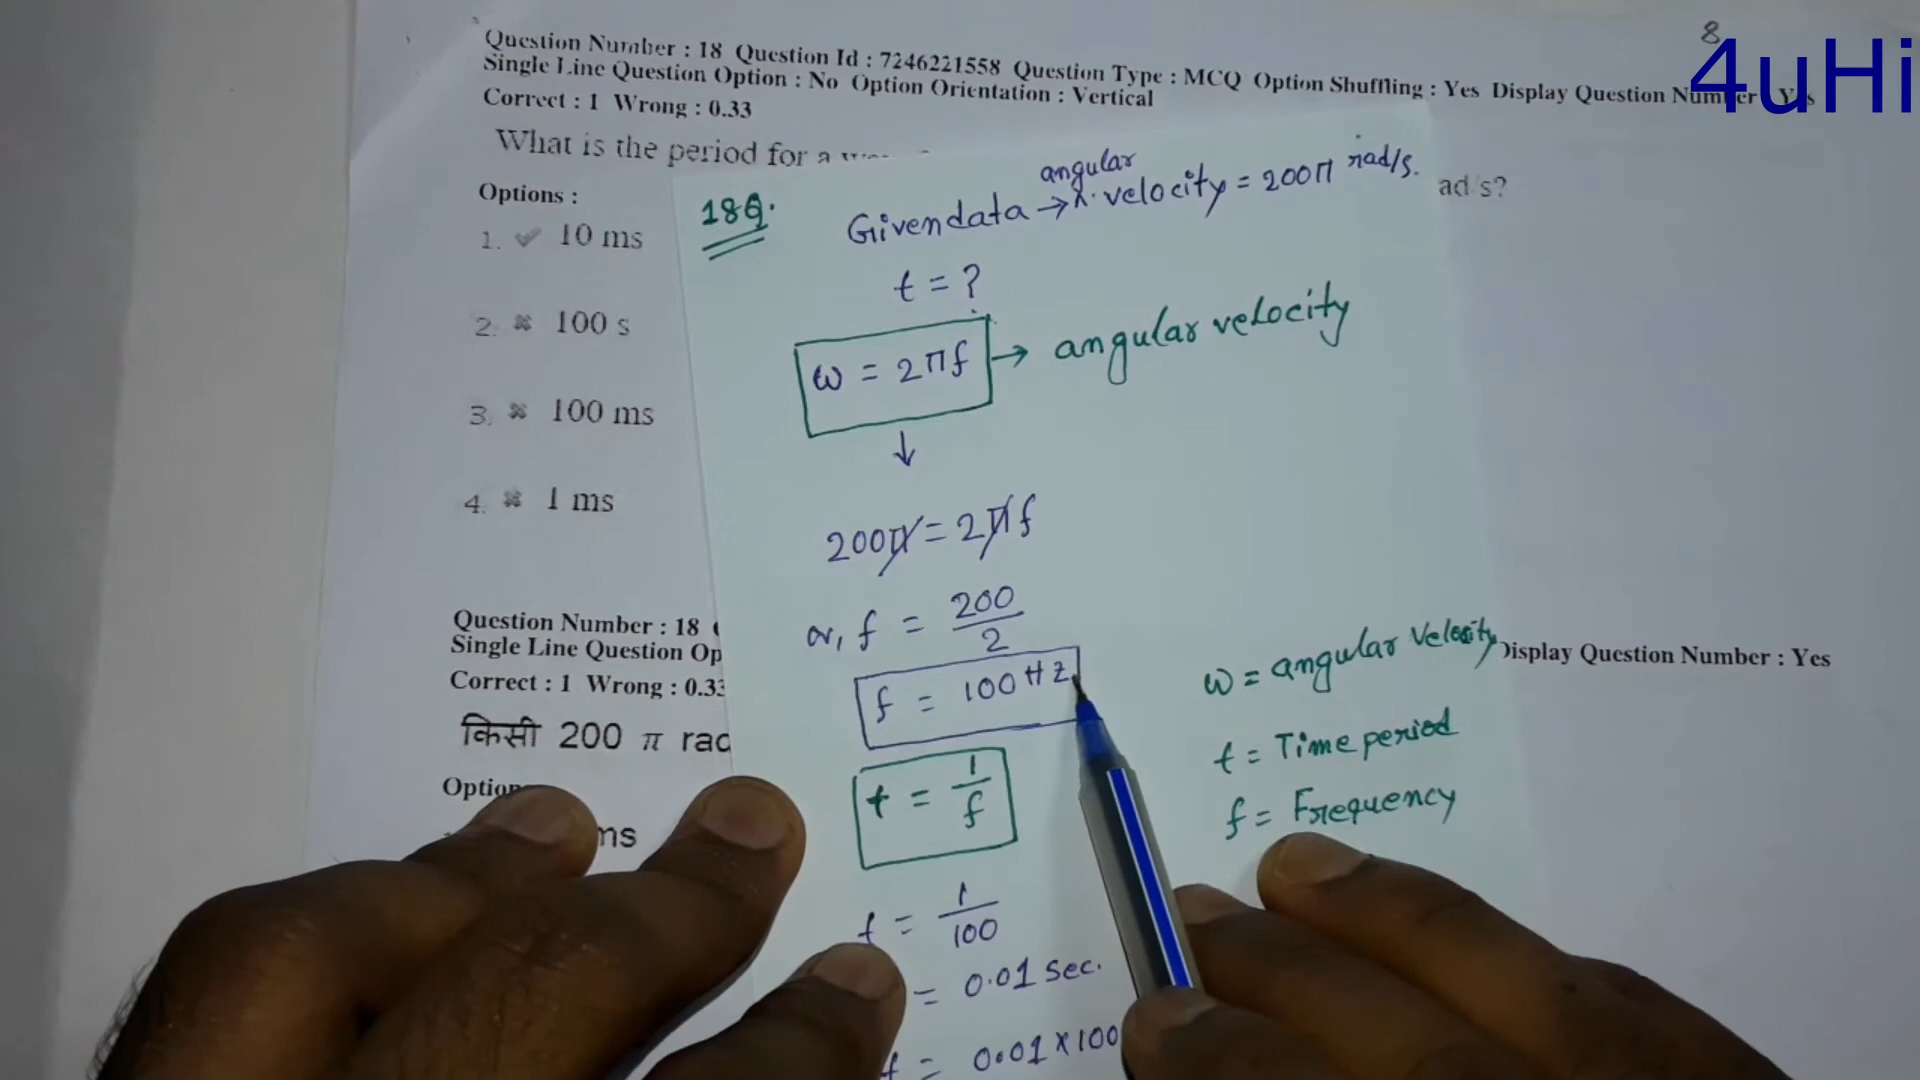 8
4uHi
Question Number : 18 Question Id : 7246221558 Question Type : MCQ Option Shuffling : Yes Display Question Number
Single Line Question Option : No Option Orientation : Vertical
Correct : 1 Wrong : 0.33
What is the period for a
ad/s?
Options :
1. 10 ms
2. 100 s
3. 100 ms
4. 1 ms
18Q.
angular
Given data → velocity = 200π rad/s.
t = ?
ω = 2πf → angular velocity
↓
200π = 2πf
or, f = 200/2
f = 100 Hz
t = 1/f
t = 1/100
= 0.01 sec.
= 0.01 × 100
ω = angular velocity
t = Time period
f = Frequency
Question Number : 18
Display Question Number : Yes
Single Line Question Op
Correct : 1 Wrong : 0.33
किसी 200 π rad
Option
ms